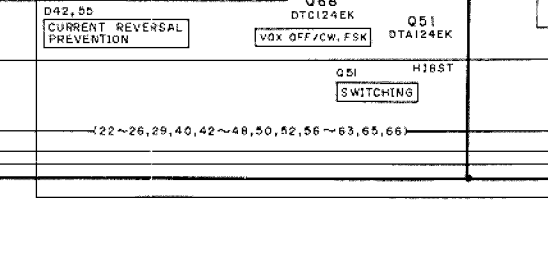 D42,55
CURRENT REVERSAL
PREVENTION
Q68
DTC124EK
VOX OFF/CW,FSK
Q51
DTA124EK
Q51
H18ST
SWITCHING
(22~26,29,40,42~48,50,52,56~63,65,66)